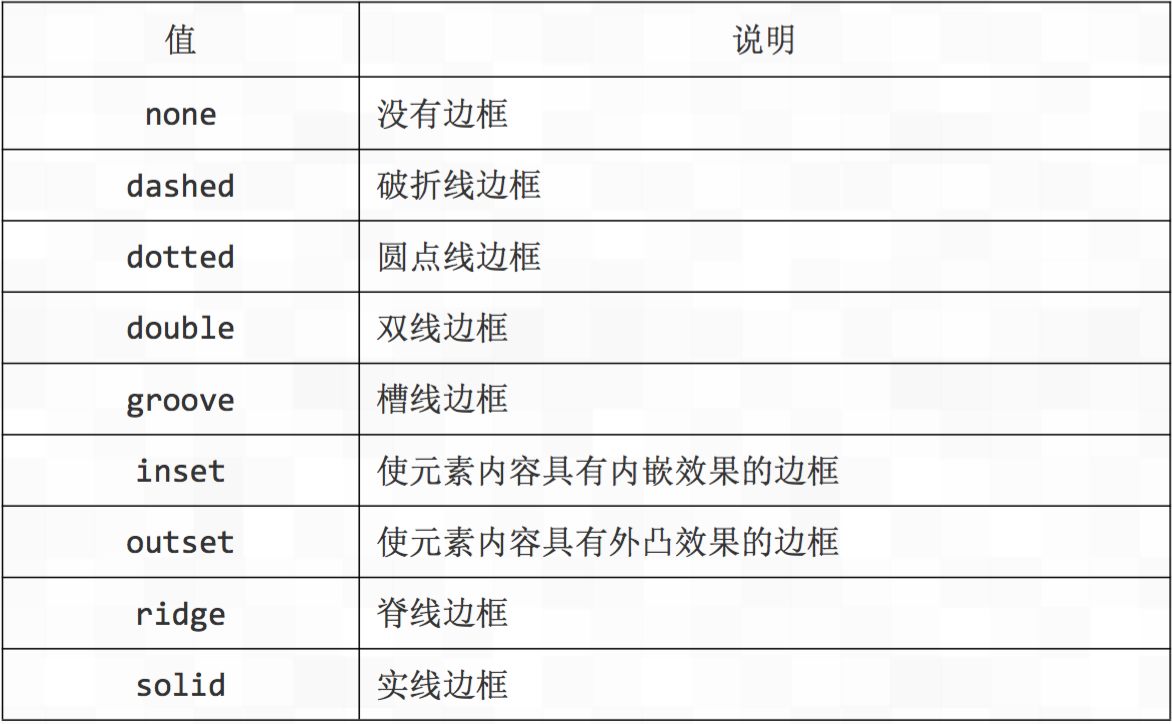 值 说明
none 没有边框
dashed 破折线边框
dotted 圆点线边框
double 双线边框
groove 槽线边框
inset 使元素内容具有内嵌效果的边框
outset 使元素内容具有外凸效果的边框
ridge 脊线边框
solid 实线边框